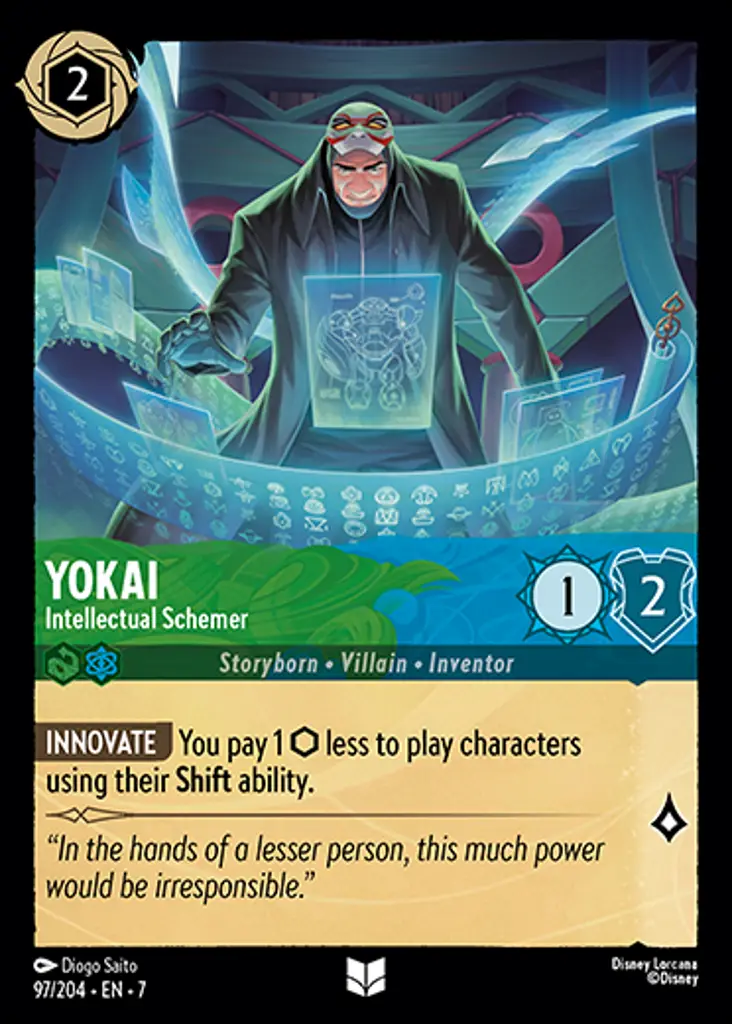 2
YOKAI
Intellectual Schemer
1
2
Storyborn • Villain • Inventor
INNOVATE You pay 1 ⬡ less to play characters
using their Shift ability.
“In the hands of a lesser person, this much power
would be irresponsible.”
Diogo Saito
Disney Lorcana
97/204 • EN • 7
©Disney